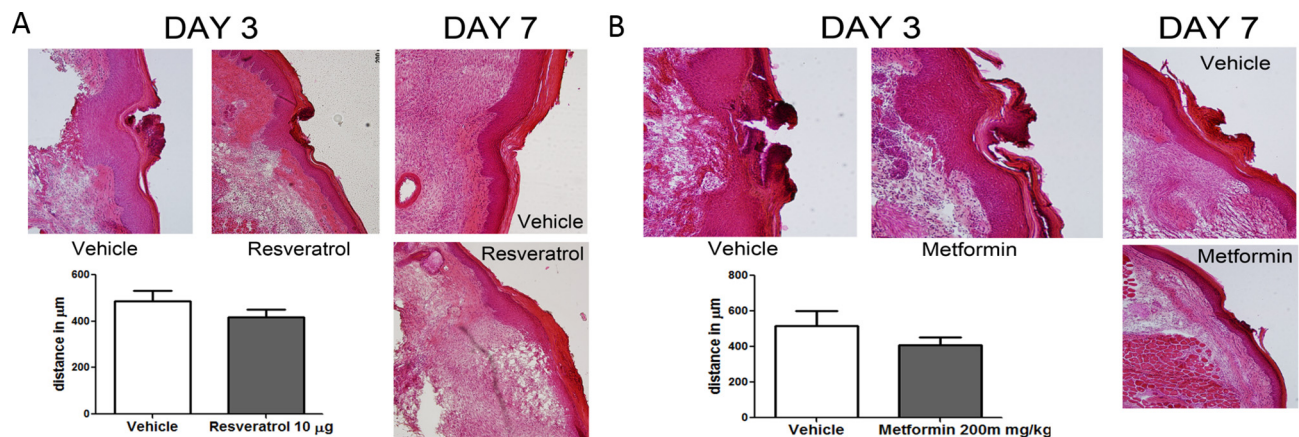 A
DAY 3
DAY 7
Vehicle
Resveratrol
Vehicle
Resveratrol
distance in μm
600
400
200
0
Vehicle
Resveratrol 10 μg
B
DAY 3
DAY 7
Vehicle
Metformin
Vehicle
Metformin
distance in μm
800
600
400
200
0
Vehicle
Metformin 200m mg/kg